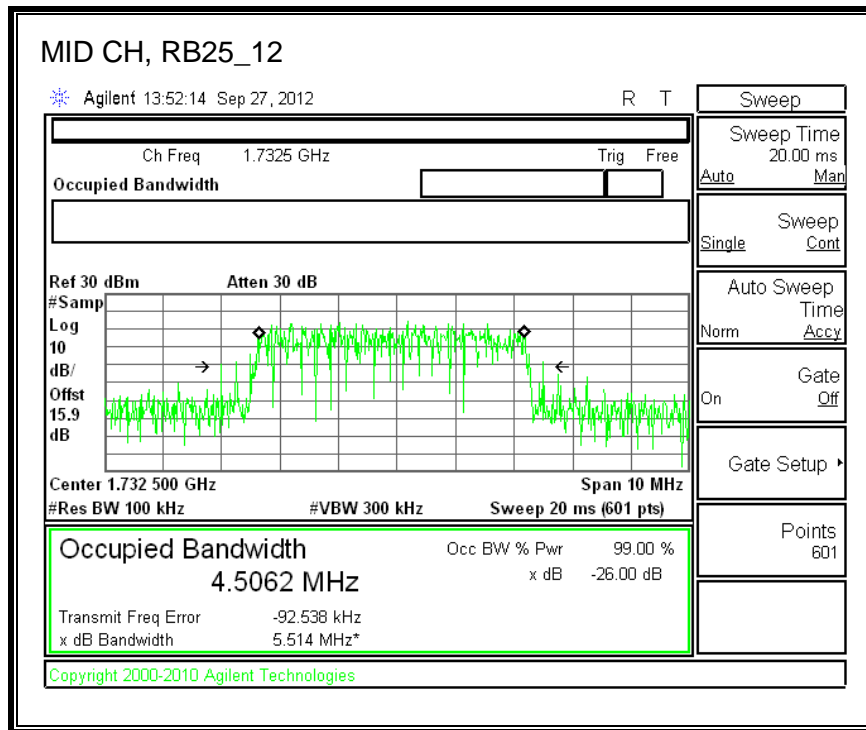 MID CH, RB25_12
Agilent 13:52:14 Sep 27, 2012 R T
Ch Freq 1.7325 GHz Trig Free
Occupied Bandwidth
Ref 30 dBm Atten 30 dB
#Samp
Log
10
dB/
Offst
15.9
dB
Center 1.732 500 GHz Span 10 MHz
#Res BW 100 kHz #VBW 300 kHz Sweep 20 ms (601 pts)
Occupied Bandwidth Occ BW % Pwr 99.00 %
4.5062 MHz x dB -26.00 dB
Transmit Freq Error -92.538 kHz
x dB Bandwidth 5.514 MHz*
Copyright 2000-2010 Agilent Technologies
Sweep
Sweep Time
20.00 ms
Auto Man
Sweep
Single Cont
Auto Sweep
Time
Norm Accy
Gate
On Off
Gate Setup
Points
601